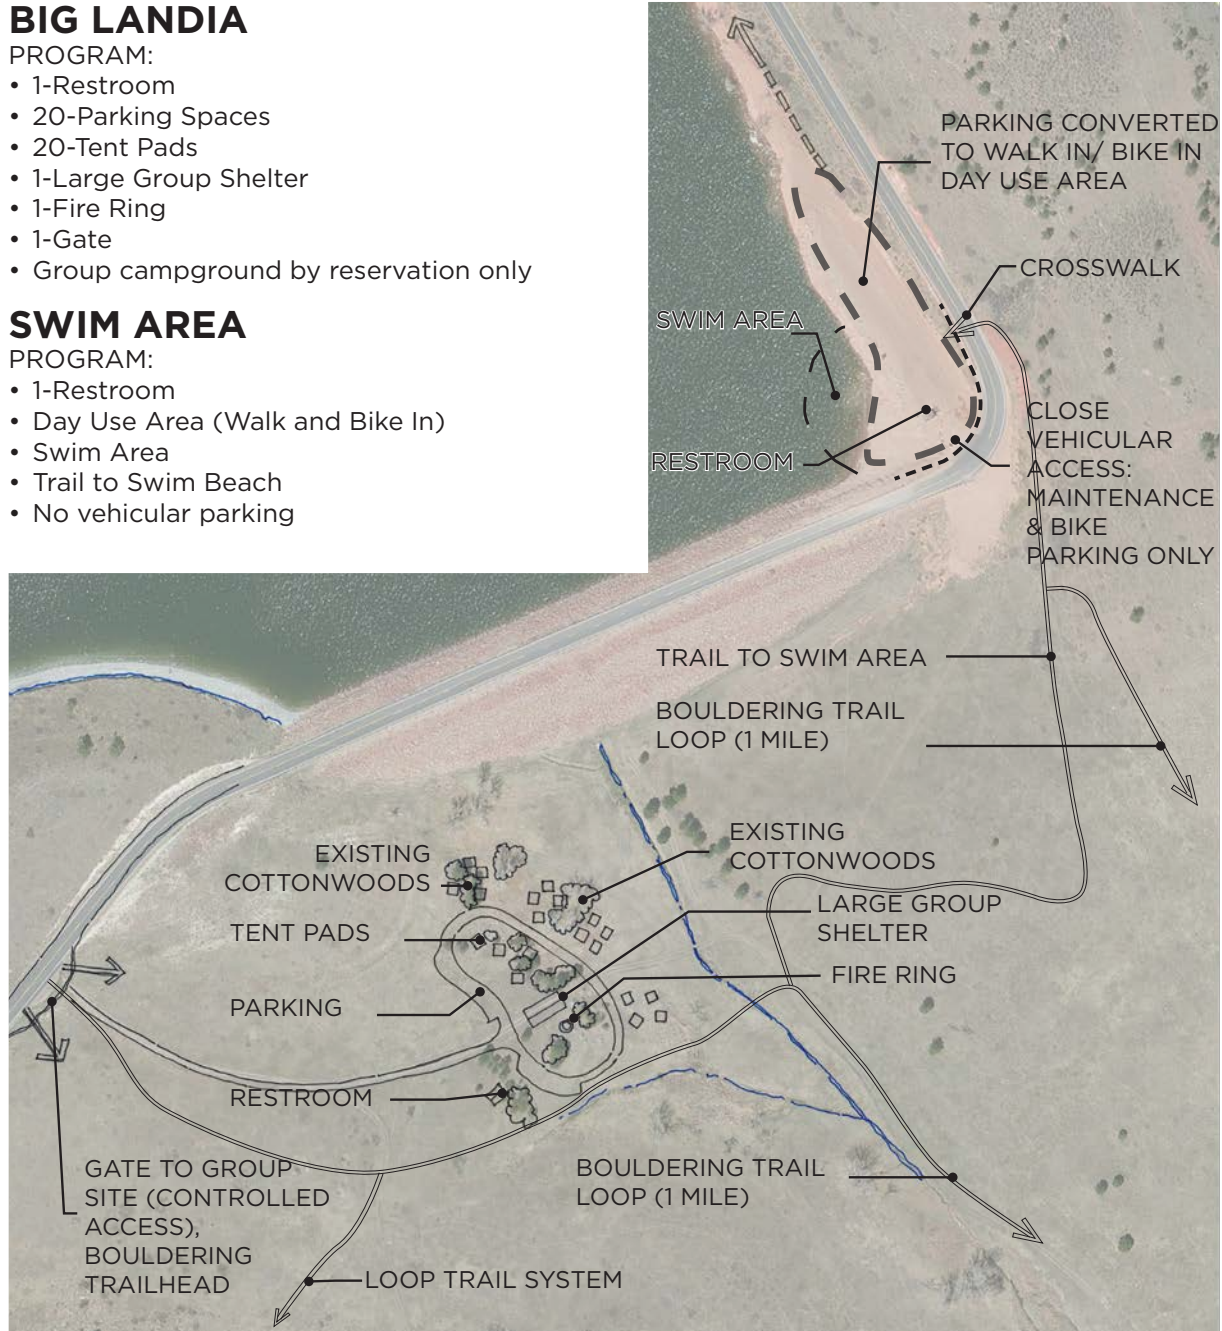 BIG LANDIA
PROGRAM:
• 1-Restroom
• 20-Parking Spaces
• 20-Tent Pads
• 1-Large Group Shelter
• 1-Fire Ring
• 1-Gate
• Group campground by reservation only
SWIM AREA
PROGRAM:
• 1-Restroom
• Day Use Area (Walk and Bike In)
• Swim Area
• Trail to Swim Beach
• No vehicular parking
PARKING CONVERTED
TO WALK IN/ BIKE IN
DAY USE AREA
CROSSWALK
SWIM AREA
RESTROOM
CLOSE
VEHICULAR
ACCESS:
MAINTENANCE
& BIKE
PARKING ONLY
TRAIL TO SWIM AREA
BOULDERING TRAIL
LOOP (1 MILE)
EXISTING
COTTONWOODS
EXISTING
COTTONWOODS
TENT PADS
LARGE GROUP
SHELTER
FIRE RING
PARKING
RESTROOM
GATE TO GROUP
SITE (CONTROLLED
ACCESS),
BOULDERING
TRAILHEAD
BOULDERING TRAIL
LOOP (1 MILE)
LOOP TRAIL SYSTEM